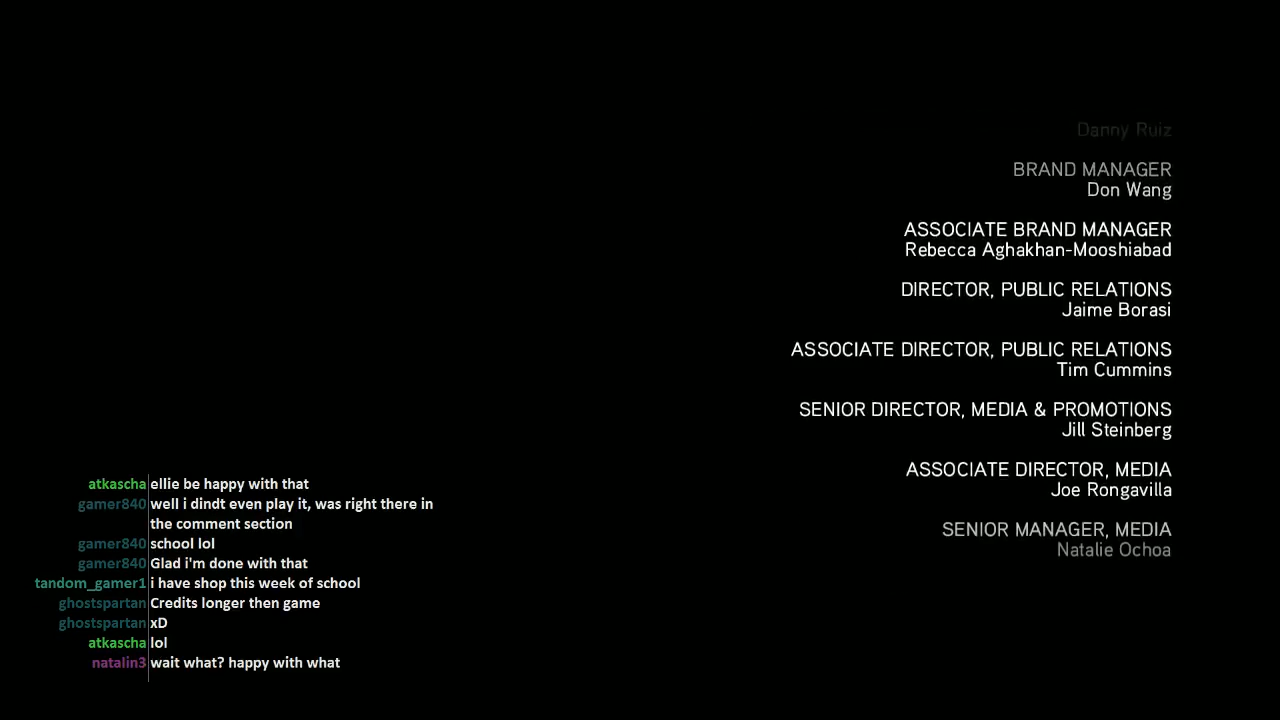 Danny Ruiz
BRAND MANAGER
Don Wang
ASSOCIATE BRAND MANAGER
Rebecca Aghakhan-Mooshiabad
DIRECTOR, PUBLIC RELATIONS
Jaime Borasi
ASSOCIATE DIRECTOR, PUBLIC RELATIONS
Tim Cummins
SENIOR DIRECTOR, MEDIA & PROMOTIONS
Jill Steinberg
ASSOCIATE DIRECTOR, MEDIA
Joe Rongavilla
SENIOR MANAGER, MEDIA
Natalie Ochoa
atkascha ellie be happy with that
gamer840 well i dindt even play it, was right there in
the comment section
gamer840 school lol
gamer840 Glad i'm done with that
tandom_gamer1 i have shop this week of school
ghostspartan Credits longer then game
ghostspartan xD
atkascha lol
natalin3 wait what? happy with what